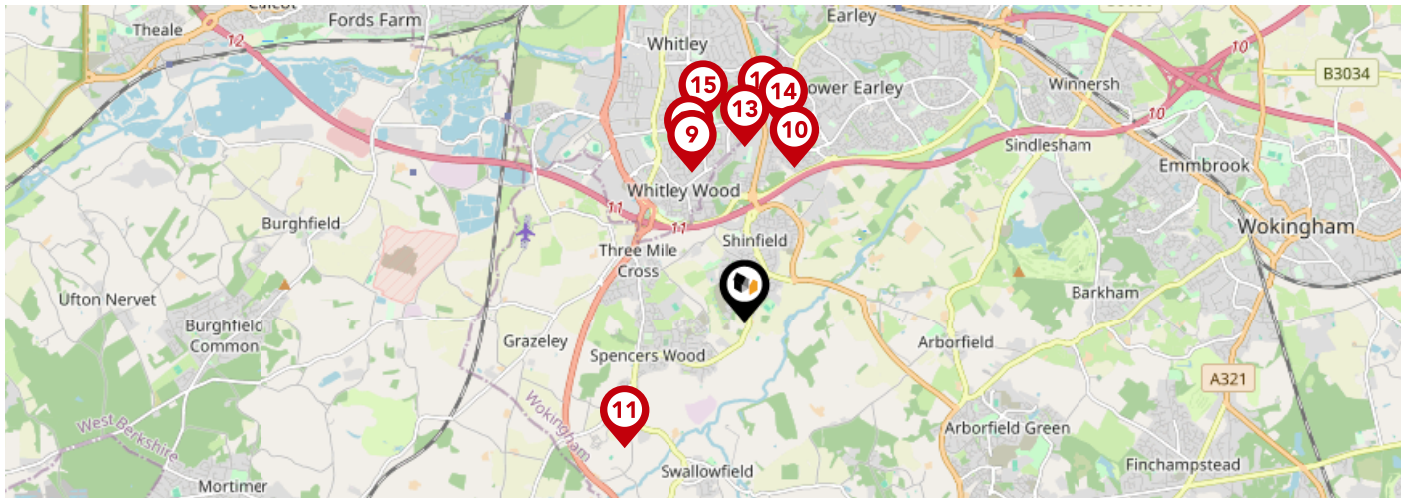 Earley
Fords Farm
Theale
12
Whitley
10
B3034
15
14
Lower Earley
Winnersh
13
9
10
10
Sindlesham
Emmbrook
Whitley Wood
11
11
Burghfield
Wokingham
Shinfield
Three Mile
Cross
Ufton Nervet
Barkham
Burghfield
Common
Grazeley
Arborfield
Spencers Wood
A321
11
West Berkshire
Wokingham
Arborfield Green
Swallowfield
Finchampstead
Mortimer